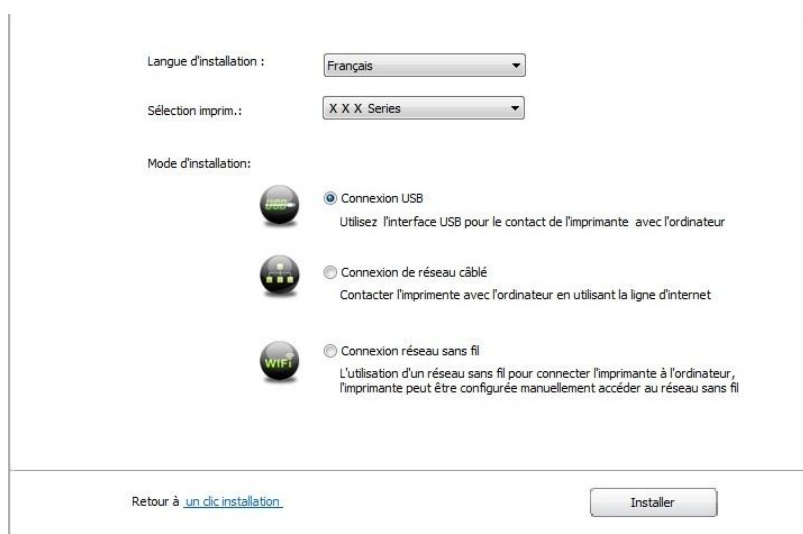 Langue d'installation :
Français
Sélection imprim.:
X X X Series
Mode d'installation:
USB
Connexion USB
Utilisez l'interface USB pour le contact de l'imprimante avec l'ordinateur
Connexion de réseau câblé
Contacter l'imprimente avec l'ordinateur en utilisant la ligne d'internet
WiFi
Connexion réseau sans fil
L'utilisation d'un réseau sans fil pour connecter l'imprimante à l'ordinateur,
l'imprimante peut être configurée manuellement accéder au réseau sans fil
Retour à un clic installation
Installer